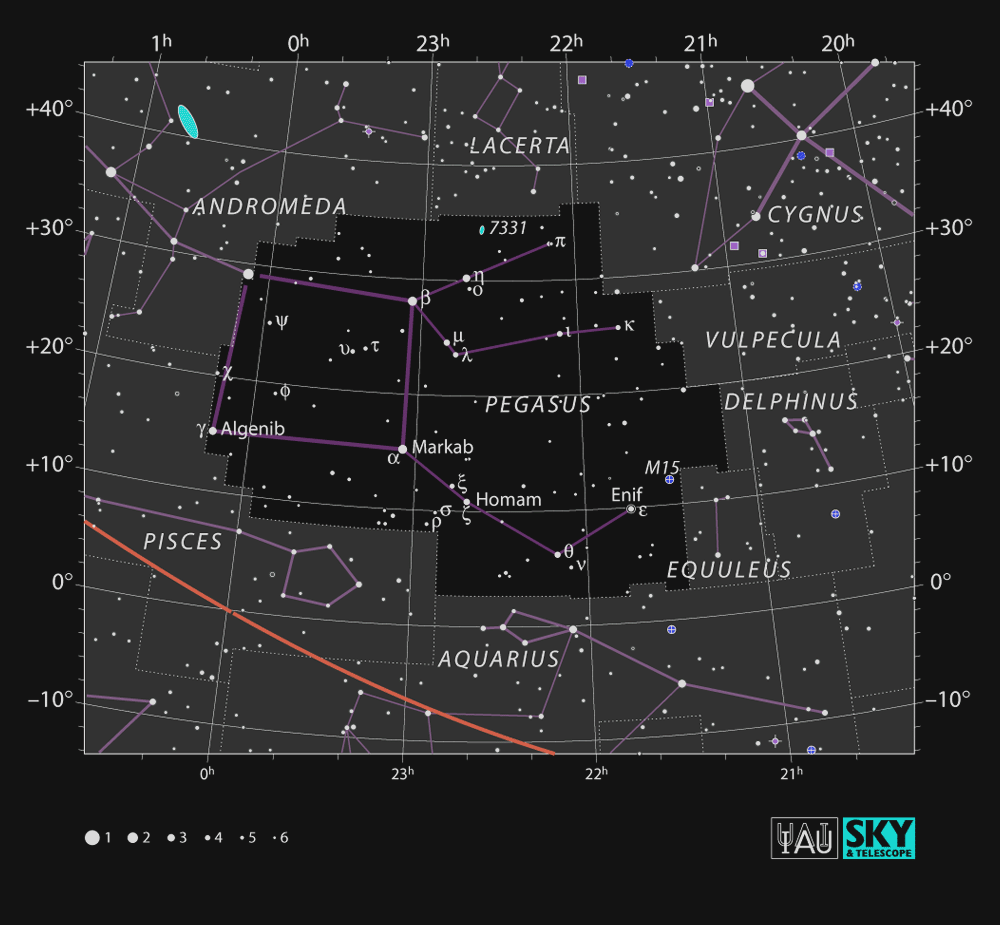 1h 0h 23h 22h 21h 20h
+40° +40°
LACERTA
ANDROMEDA
CYGNUS
+30° +30°
7331
π
η
ο
β
ψ
κ
ι
μ
λ
υ τ
VULPECULA
+20° +20°
χ
φ
PEGASUS
DELPHINUS
γ Algenib
Markab
α
+10° +10°
M15
ξ
Homam
Enif
ε
σ
ζ
ρ
PISCES
θ
ν
EQUULEUS
0° 0°
AQUARIUS
−10° −10°
0h 23h 22h 21h
1 2 3 4 5 6
IAU SKY
& TELESCOPE